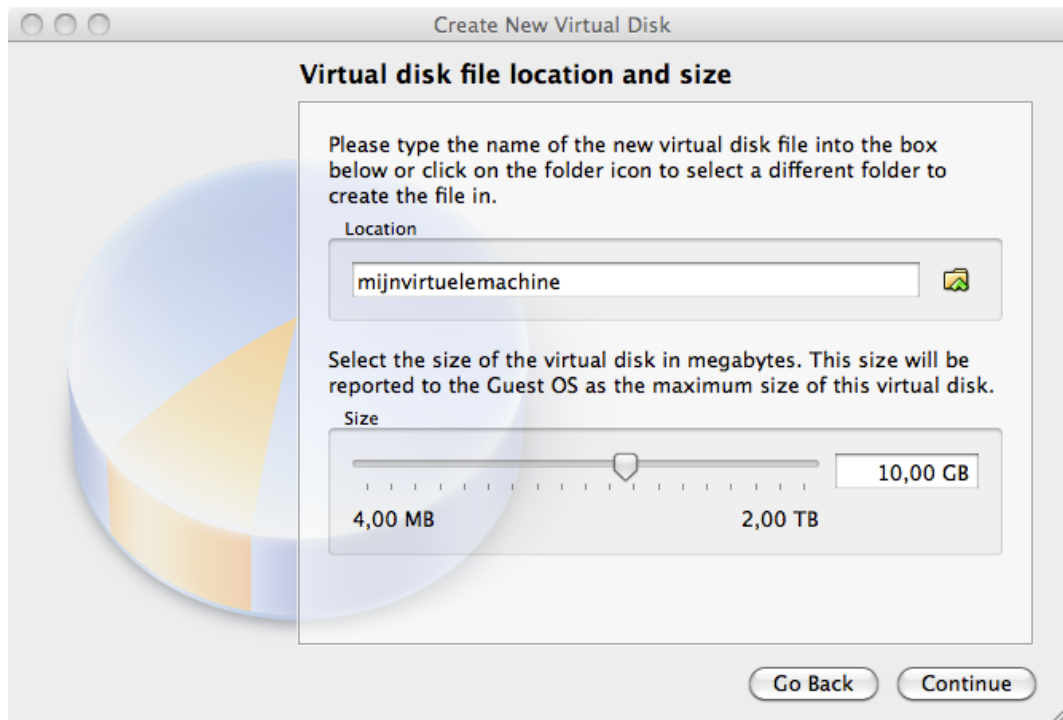 Create New Virtual Disk
Virtual disk file location and size
Please type the name of the new virtual disk file into the box
below or click on the folder icon to select a different folder to
create the file in.
Location
mijnvirtuelemachine
Select the size of the virtual disk in megabytes. This size will be
reported to the Guest OS as the maximum size of this virtual disk.
Size
10,00 GB
4,00 MB 2,00 TB
Go Back Continue